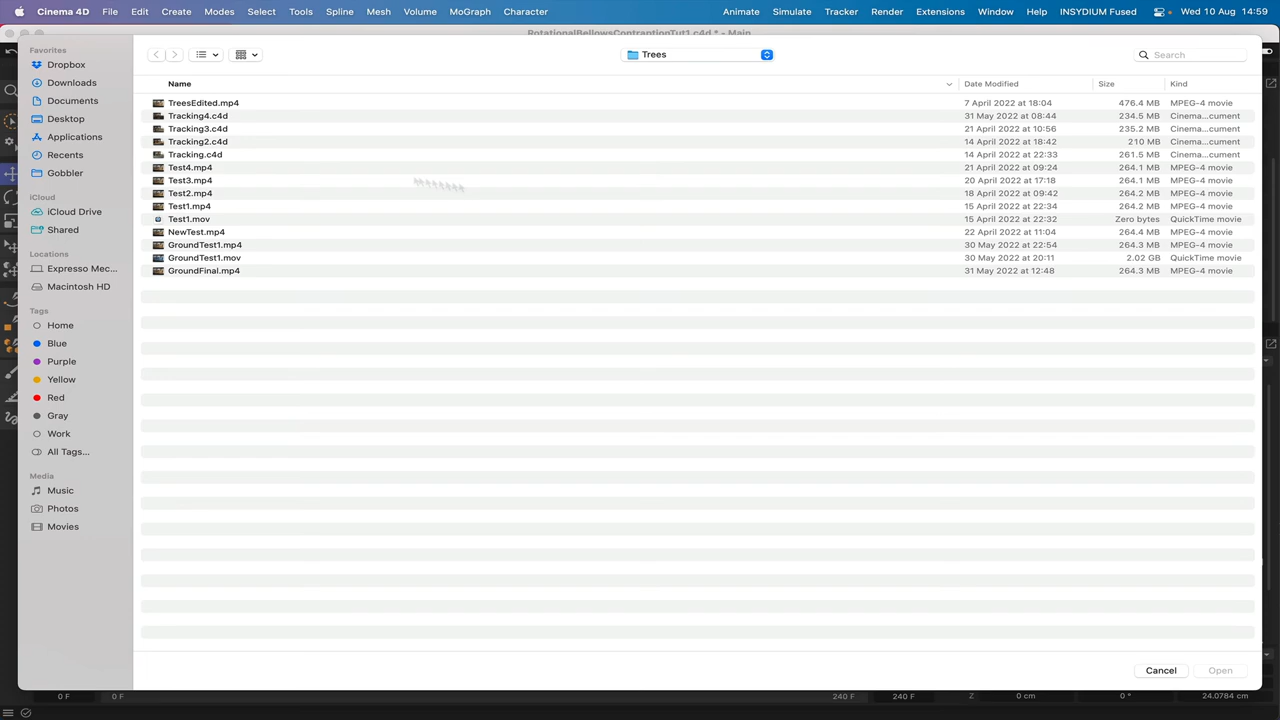 Cinema 4D File Edit Create Modes Select Tools Spline Mesh Volume MoGraph Character Animate Simulate Tracker Render Extensions Window Help INSYDIUM Fused Wed 10 Aug 14:59
RotationalBellowsContraptionTut1.c4d * - Main
Favorites
Dropbox
Downloads
Documents
Desktop
Applications
Recents
Gobbler
iCloud
iCloud Drive
Shared
Locations
Expresso Mec...
Macintosh HD
Tags
Home
Blue
Purple
Yellow
Red
Gray
Work
All Tags...
Media
Music
Photos
Movies
Trees
Search
Name Date Modified Size Kind
TreesEdited.mp4 7 April 2022 at 18:04 476.4 MB MPEG-4 movie
Tracking4.c4d 31 May 2022 at 08:44 234.5 MB Cinema...cument
Tracking3.c4d 21 April 2022 at 10:56 235.2 MB Cinema...cument
Tracking2.c4d 14 April 2022 at 18:42 210 MB Cinema...cument
Tracking.c4d 14 April 2022 at 22:33 261.5 MB Cinema...cument
Test4.mp4 21 April 2022 at 09:24 264.1 MB MPEG-4 movie
Test3.mp4 20 April 2022 at 17:18 264.1 MB MPEG-4 movie
Test2.mp4 18 April 2022 at 09:42 264.2 MB MPEG-4 movie
Test1.mp4 15 April 2022 at 22:34 264.2 MB MPEG-4 movie
Test1.mov 15 April 2022 at 22:32 Zero bytes QuickTime movie
NewTest.mp4 22 April 2022 at 11:04 264.4 MB MPEG-4 movie
GroundTest1.mp4 30 May 2022 at 22:54 264.3 MB MPEG-4 movie
GroundTest1.mov 30 May 2022 at 20:11 2.02 GB QuickTime movie
GroundFinal.mp4 31 May 2022 at 12:48 264.3 MB MPEG-4 movie
Cancel Open
0 F 0 F 240 F 240 F Z 0 cm 0 ° 24.0784 cm